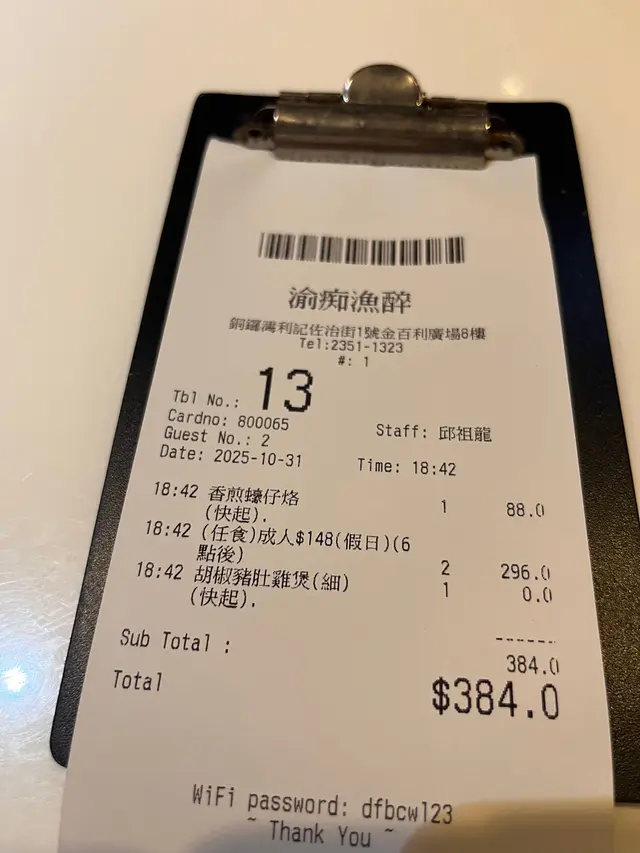 渝痴漁醉
銅鑼灣利記佐治街1號金百利廣場8樓
Tel:2351-1323
#: 1
Tbl No.: 13
Cardno: 800065
Staff: 邱祖龍
Guest No.: 2
Date: 2025-10-31 Time: 18:42
18:42 香煎蠔仔烙 1 88.0
(快起).
18:42 (任食)成人$148(假日)(6
點後) 2 296.0
18:42 胡椒豬肚雞煲(細) 1 0.0
(快起).
------
Sub Total : 384.0
Total $384.0
WiFi password: dfbcw123
~ Thank You ~